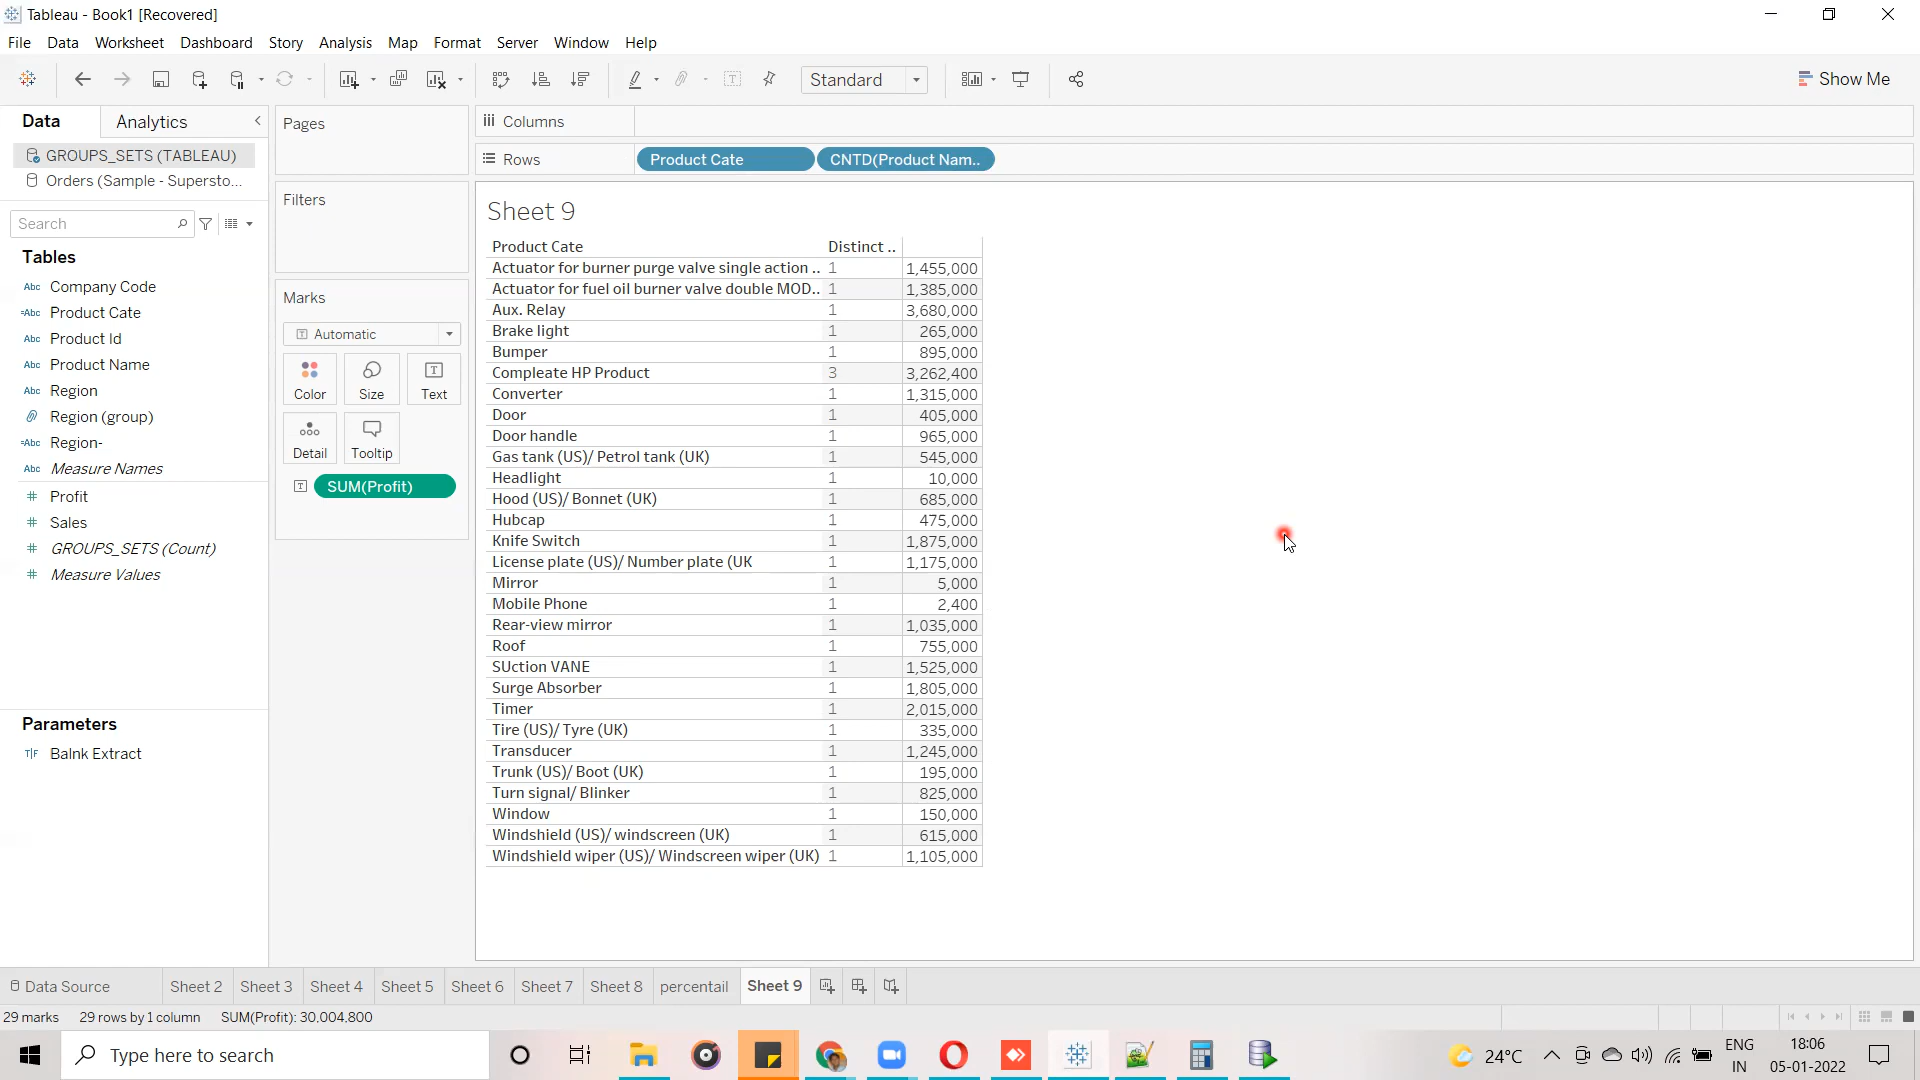 Tableau - Book1 [Recovered]
File Data Worksheet Dashboard Story Analysis Map Format Server Window Help
Standard
Show Me
Data Analytics
GROUPS_SETS (TABLEAU)
Orders (Sample - Supersto...
Search
Tables
Abc Company Code
=Abc Product Cate
Abc Product Id
Abc Product Name
Abc Region
Region (group)
=Abc Region-
Abc Measure Names
# Profit
# Sales
# GROUPS_SETS (Count)
# Measure Values
Parameters
T|F Balnk Extract
Pages
Filters
Marks
Automatic
Color Size Text
Detail Tooltip
SUM(Profit)
Columns
Rows Product Cate CNTD(Product Nam..
Sheet 9
Product Cate Distinct ..
Actuator for burner purge valve single action .. 1 1,455,000
Actuator for fuel oil burner valve double MOD.. 1 1,385,000
Aux. Relay 1 3,680,000
Brake light 1 265,000
Bumper 1 895,000
Compleate HP Product 3 3,262,400
Converter 1 1,315,000
Door 1 405,000
Door handle 1 965,000
Gas tank (US)/ Petrol tank (UK) 1 545,000
Headlight 1 10,000
Hood (US)/ Bonnet (UK) 1 685,000
Hubcap 1 475,000
Knife Switch 1 1,875,000
License plate (US)/ Number plate (UK 1 1,175,000
Mirror 1 5,000
Mobile Phone 1 2,400
Rear-view mirror 1 1,035,000
Roof 1 755,000
SUction VANE 1 1,525,000
Surge Absorber 1 1,805,000
Timer 1 2,015,000
Tire (US)/ Tyre (UK) 1 335,000
Transducer 1 1,245,000
Trunk (US)/ Boot (UK) 1 195,000
Turn signal/ Blinker 1 825,000
Window 1 150,000
Windshield (US)/ windscreen (UK) 1 615,000
Windshield wiper (US)/ Windscreen wiper (UK) 1 1,105,000
Data Source Sheet 2 Sheet 3 Sheet 4 Sheet 5 Sheet 6 Sheet 7 Sheet 8 percentail Sheet 9
29 marks 29 rows by 1 column SUM(Profit): 30,004,800
Type here to search
24°C
ENG
IN
18:06
05-01-2022